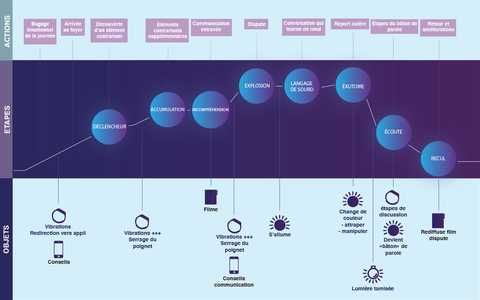 ACTIONS
Bagage
émotionnel
de la journée
Arrivée
au foyer
Découverte
d'un élément
contrariant
Eléments
contrariants
supplémentaires
Communication
entravée
Dispute
Conversation qui
tourne en rond
Report colère
Étapes du bâton de
parole
Retour et
améliorations
ETAPES
DÉCLENCHEUR
ACCUMULATION
INCOMPRÉHENSION
EXPLOSION
LANGAGE
DE SOURD
ÉXUTOIRE
ÉCOUTE
RECUL
OBJETS
Vibrations
Redirection vers appli
Conseils
Vibrations +++
Serrage du
poignet
Filme
Vibrations +++
Serrage du
poignet
Conseils
communication
S'allume
Change de
couleur
- attraper
- manipuler
Lumière tamisée
étapes de
discussion
Devient
«bâton» de
parole
Rediffuse film
dispute